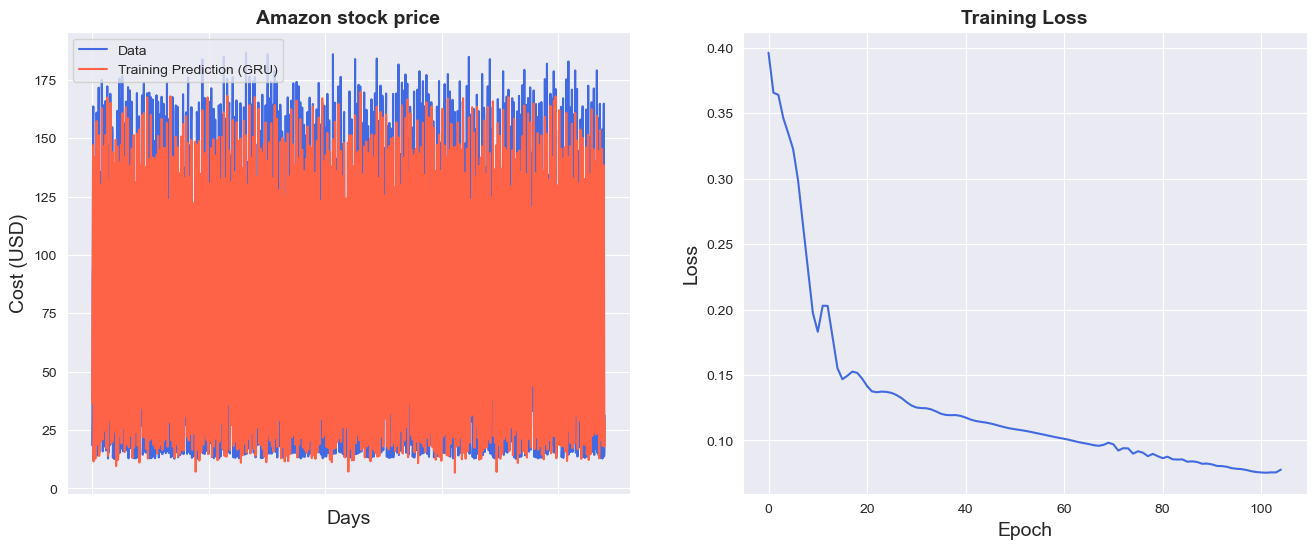 Amazon stock price
Data
Training Prediction (GRU)
175
150
125
100
75
50
25
0
Cost (USD)
Days
Training Loss
0.40
0.35
0.30
0.25
0.20
0.15
0.10
Loss
0 20 40 60 80 100
Epoch